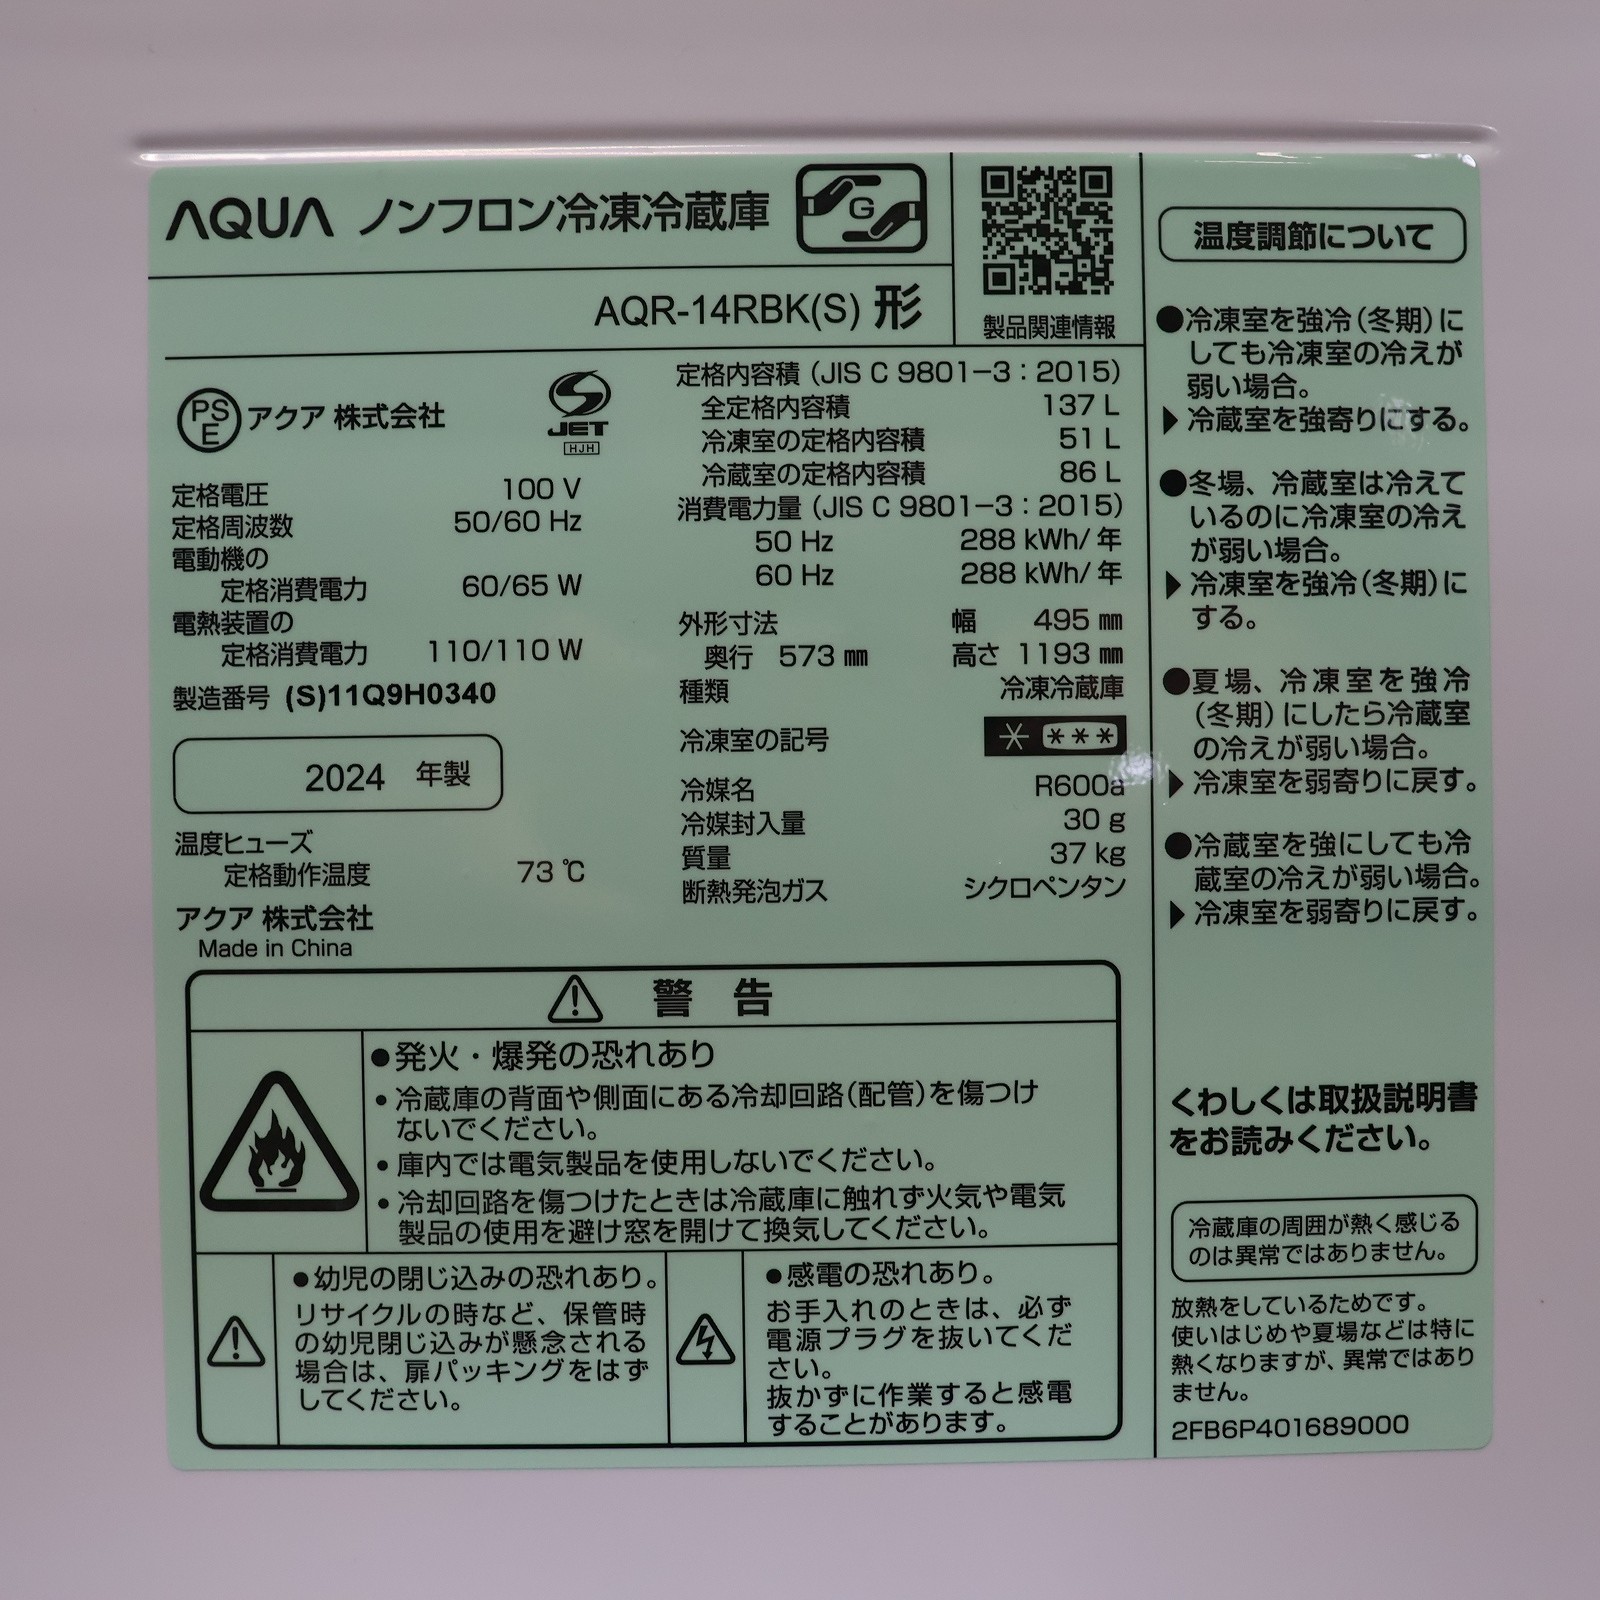 AQUA ノンフロン冷凍冷蔵庫
G
AQR-14RBK(S) 形
製品関連情報
PS
E
アクア 株式会社
JET
HJH
定格電圧 100 V
定格周波数 50/60 Hz
電動機の
定格消費電力 60/65 W
電熱装置の
定格消費電力 110/110 W
製造番号 (S)11Q9H0340
2024 年製
温度ヒューズ
定格動作温度 73 ℃
アクア 株式会社
Made in China
定格内容積 (JIS C 9801-3:2015)
全定格内容積 137 L
冷凍室の定格内容積 51 L
冷蔵室の定格内容積 86 L
消費電力量 (JIS C 9801-3:2015)
50 Hz 288 kWh/年
60 Hz 288 kWh/年
外形寸法 幅 495 ㎜
奥行 573 ㎜ 高さ 1193 ㎜
種類 冷凍冷蔵庫
冷凍室の記号 * ***
冷媒名 R600a
冷媒封入量 30 g
質量 37 kg
断熱発泡ガス シクロペンタン
警 告
●発火・爆発の恐れあり
・冷蔵庫の背面や側面にある冷却回路(配管)を傷つけ
ないでください。
・庫内では電気製品を使用しないでください。
・冷却回路を傷つけたときは冷蔵庫に触れず火気や電気
製品の使用を避け窓を開けて換気してください。
●幼児の閉じ込みの恐れあり。
リサイクルの時など、保管時
の幼児閉じ込みが懸念される
場合は、扉パッキングをはず
してください。
●感電の恐れあり。
お手入れのときは、必ず
電源プラグを抜いてくだ
さい。
抜かずに作業すると感電
することがあります。
温度調節について
●冷凍室を強冷(冬期)に
しても冷凍室の冷えが
弱い場合。
▶冷蔵室を強寄りにする。
●冬場、冷蔵室は冷えて
いるのに冷凍室の冷え
が弱い場合。
▶冷凍室を強冷(冬期)に
する。
●夏場、冷凍室を強冷
(冬期)にしたら冷蔵室
の冷えが弱い場合。
▶冷凍室を弱寄りに戻す。
●冷蔵室を強にしても冷
蔵室の冷えが弱い場合。
▶冷凍室を弱寄りに戻す。
くわしくは取扱説明書
をお読みください。
冷蔵庫の周囲が熱く感じる
のは異常ではありません。
放熱をしているためです。
使いはじめや夏場などは特に
熱くなりますが、異常ではあり
ません。
2FB6P401689000